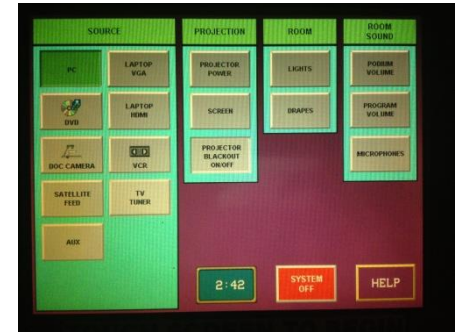 SOURCE
PC
LAPTOP
VGA
DVD
LAPTOP
HDMI
DOC CAMERA
VCR
SATELLITE
FEED
TV
TUNER
AUX
PROJECTION
PROJECTOR
POWER
SCREEN
PROJECTOR
BLACKOUT
ON/OFF
ROOM
LIGHTS
DRAPES
ROOM
SOUND
PODIUM
VOLUME
PROGRAM
VOLUME
MICROPHONES
2:42
SYSTEM
OFF
HELP